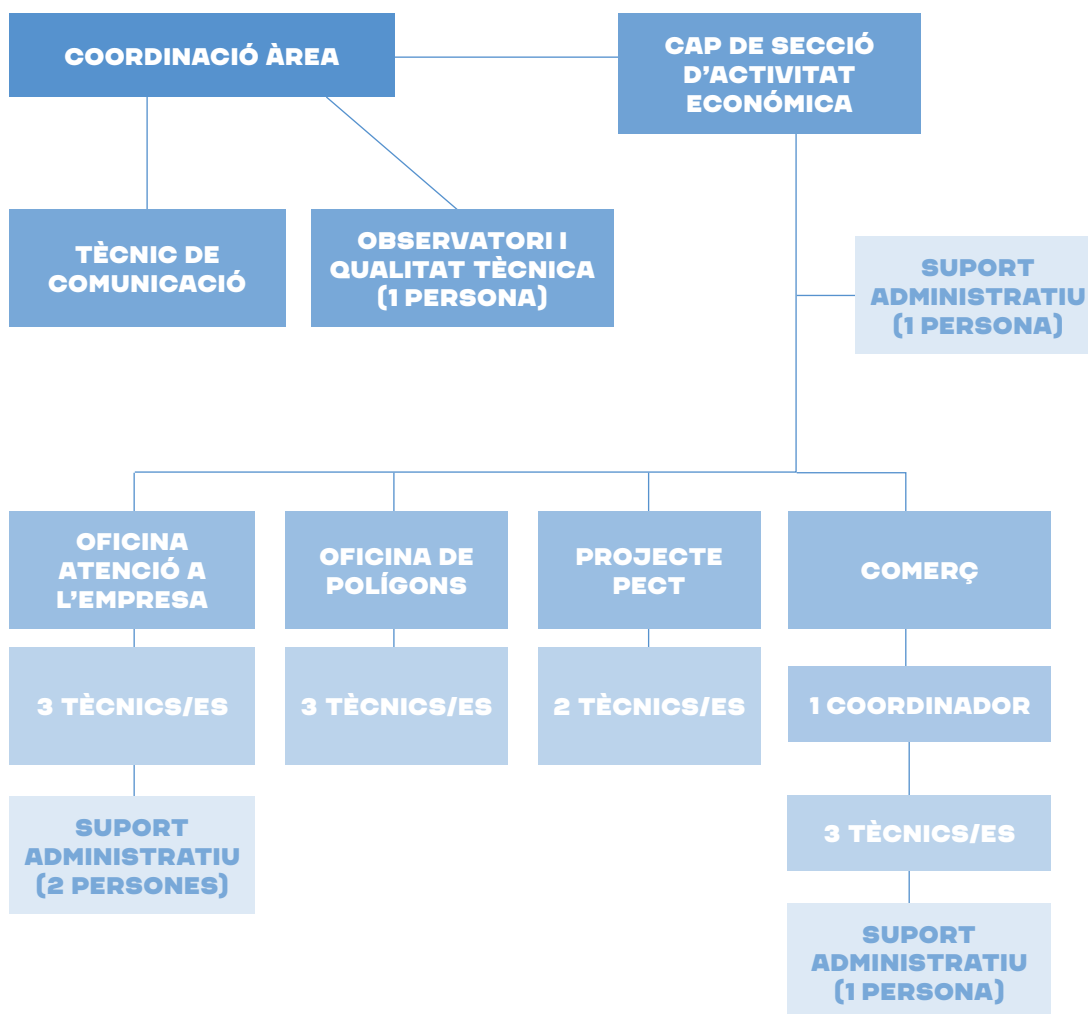 COORDINACIÓ ÀREA
CAP DE SECCIÓ
D'ACTIVITAT
ECONÓMICA
TÈCNIC DE
COMUNICACIÓ
OBSERVATORI I
QUALITAT TÈCNICA
(1 PERSONA)
SUPORT
ADMINISTRATIU
(1 PERSONA)
OFICINA
ATENCIÓ A
L'EMPRESA
OFICINA DE
POLÍGONS
PROJECTE
PECT
COMERÇ
3 TÈCNICS/ES
3 TÈCNICS/ES
2 TÈCNICS/ES
1 COORDINADOR
SUPORT
ADMINISTRATIU
(2 PERSONES)
3 TÈCNICS/ES
SUPORT
ADMINISTRATIU
(1 PERSONA)